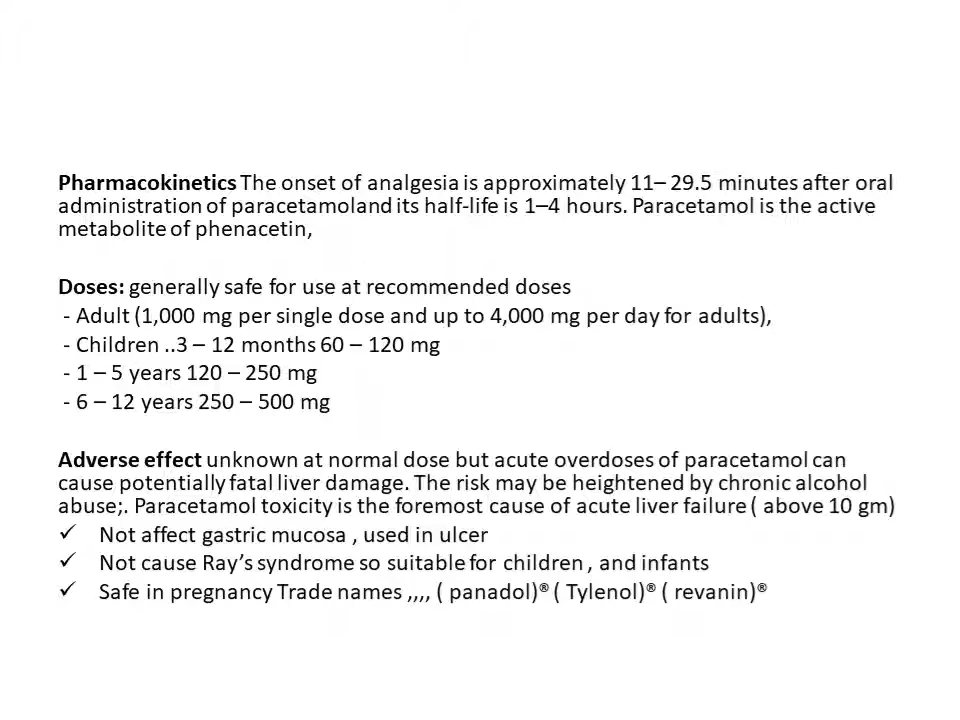 Pharmacokinetics The onset of analgesia is approximately 11– 29.5 minutes after oral
administration of paracetamoland its half-life is 1–4 hours. Paracetamol is the active
metabolite of phenacetin,
Doses: generally safe for use at recommended doses
- Adult (1,000 mg per single dose and up to 4,000 mg per day for adults),
- Children ..3 – 12 months 60 – 120 mg
- 1 – 5 years 120 – 250 mg
- 6 – 12 years 250 – 500 mg
Adverse effect unknown at normal dose but acute overdoses of paracetamol can
cause potentially fatal liver damage. The risk may be heightened by chronic alcohol
abuse;. Paracetamol toxicity is the foremost cause of acute liver failure ( above 10 gm)
✓ Not affect gastric mucosa , used in ulcer
✓ Not cause Ray’s syndrome so suitable for children , and infants
✓ Safe in pregnancy Trade names ,,,, ( panadol)® ( Tylenol)® ( revanin)®